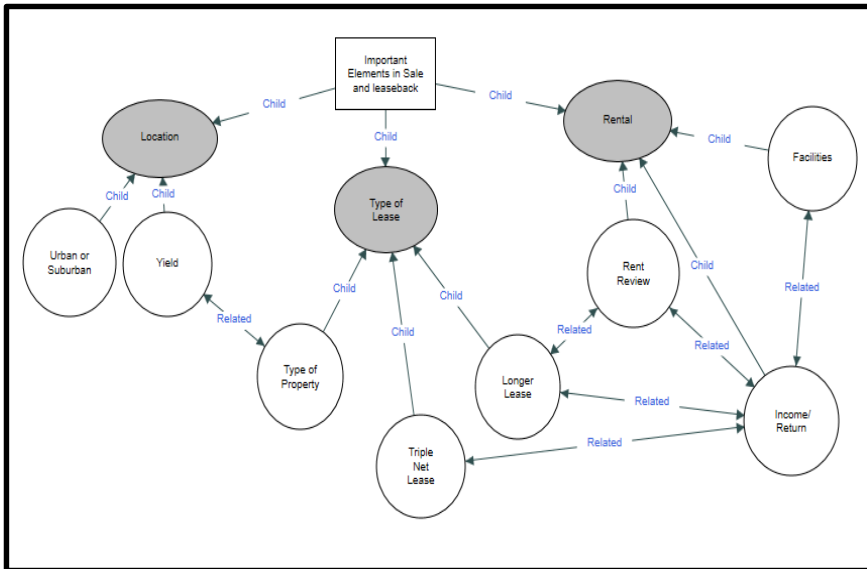 Important
Elements in Sale
and leaseback
Child
Child
Child
Location
Rental
Child
Facilities
Child
Child
Type of
Lease
Child
Urban or
Suburban
Yield
Rent
Review
Child
Related
Child
Child
Child
Related
Related
Related
Type of
Property
Longer
Lease
Related
Income/
Return
Related
Triple
Net
Lease